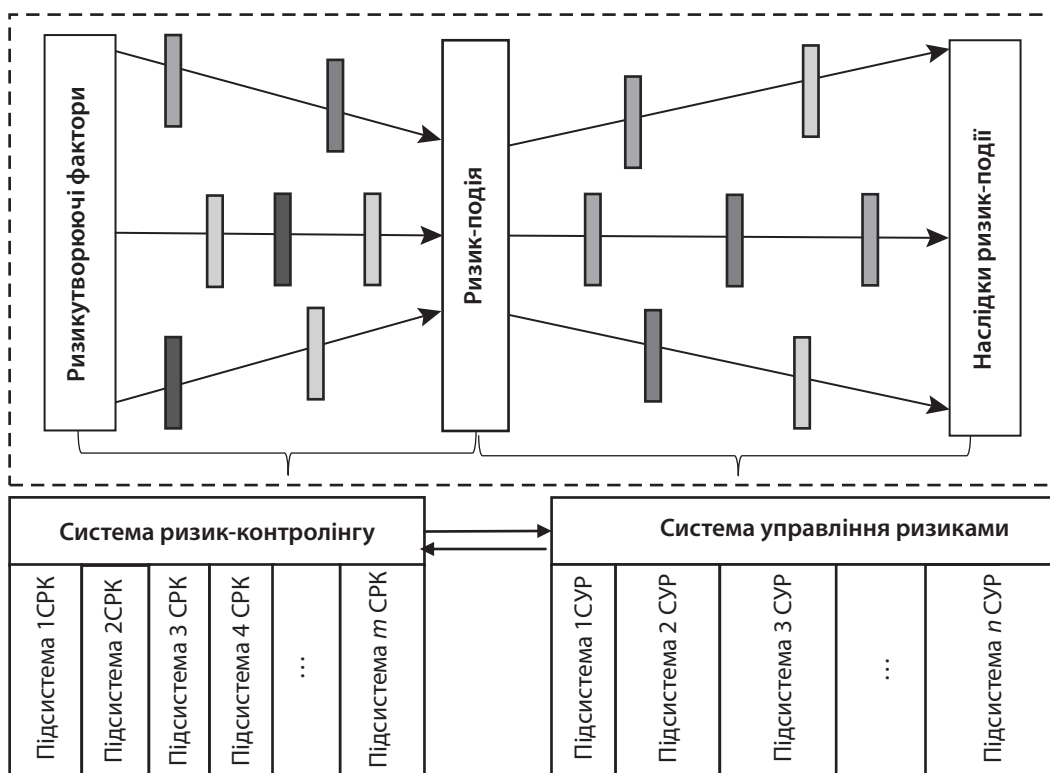 Ризикутворюючі фактори
Ризик-подія
Наслідки ризик-події
Система ризик-контролінгу
Система управління ризиками
Підсистема 1СРК
Підсистема 2СРК
Підсистема 3 СРК
Підсистема 4 СРК
...
Підсистема m СРК
Підсистема 1СУР
Підсистема 2 СУР
Підсистема 3 СУР
...
Підсистема n СУР